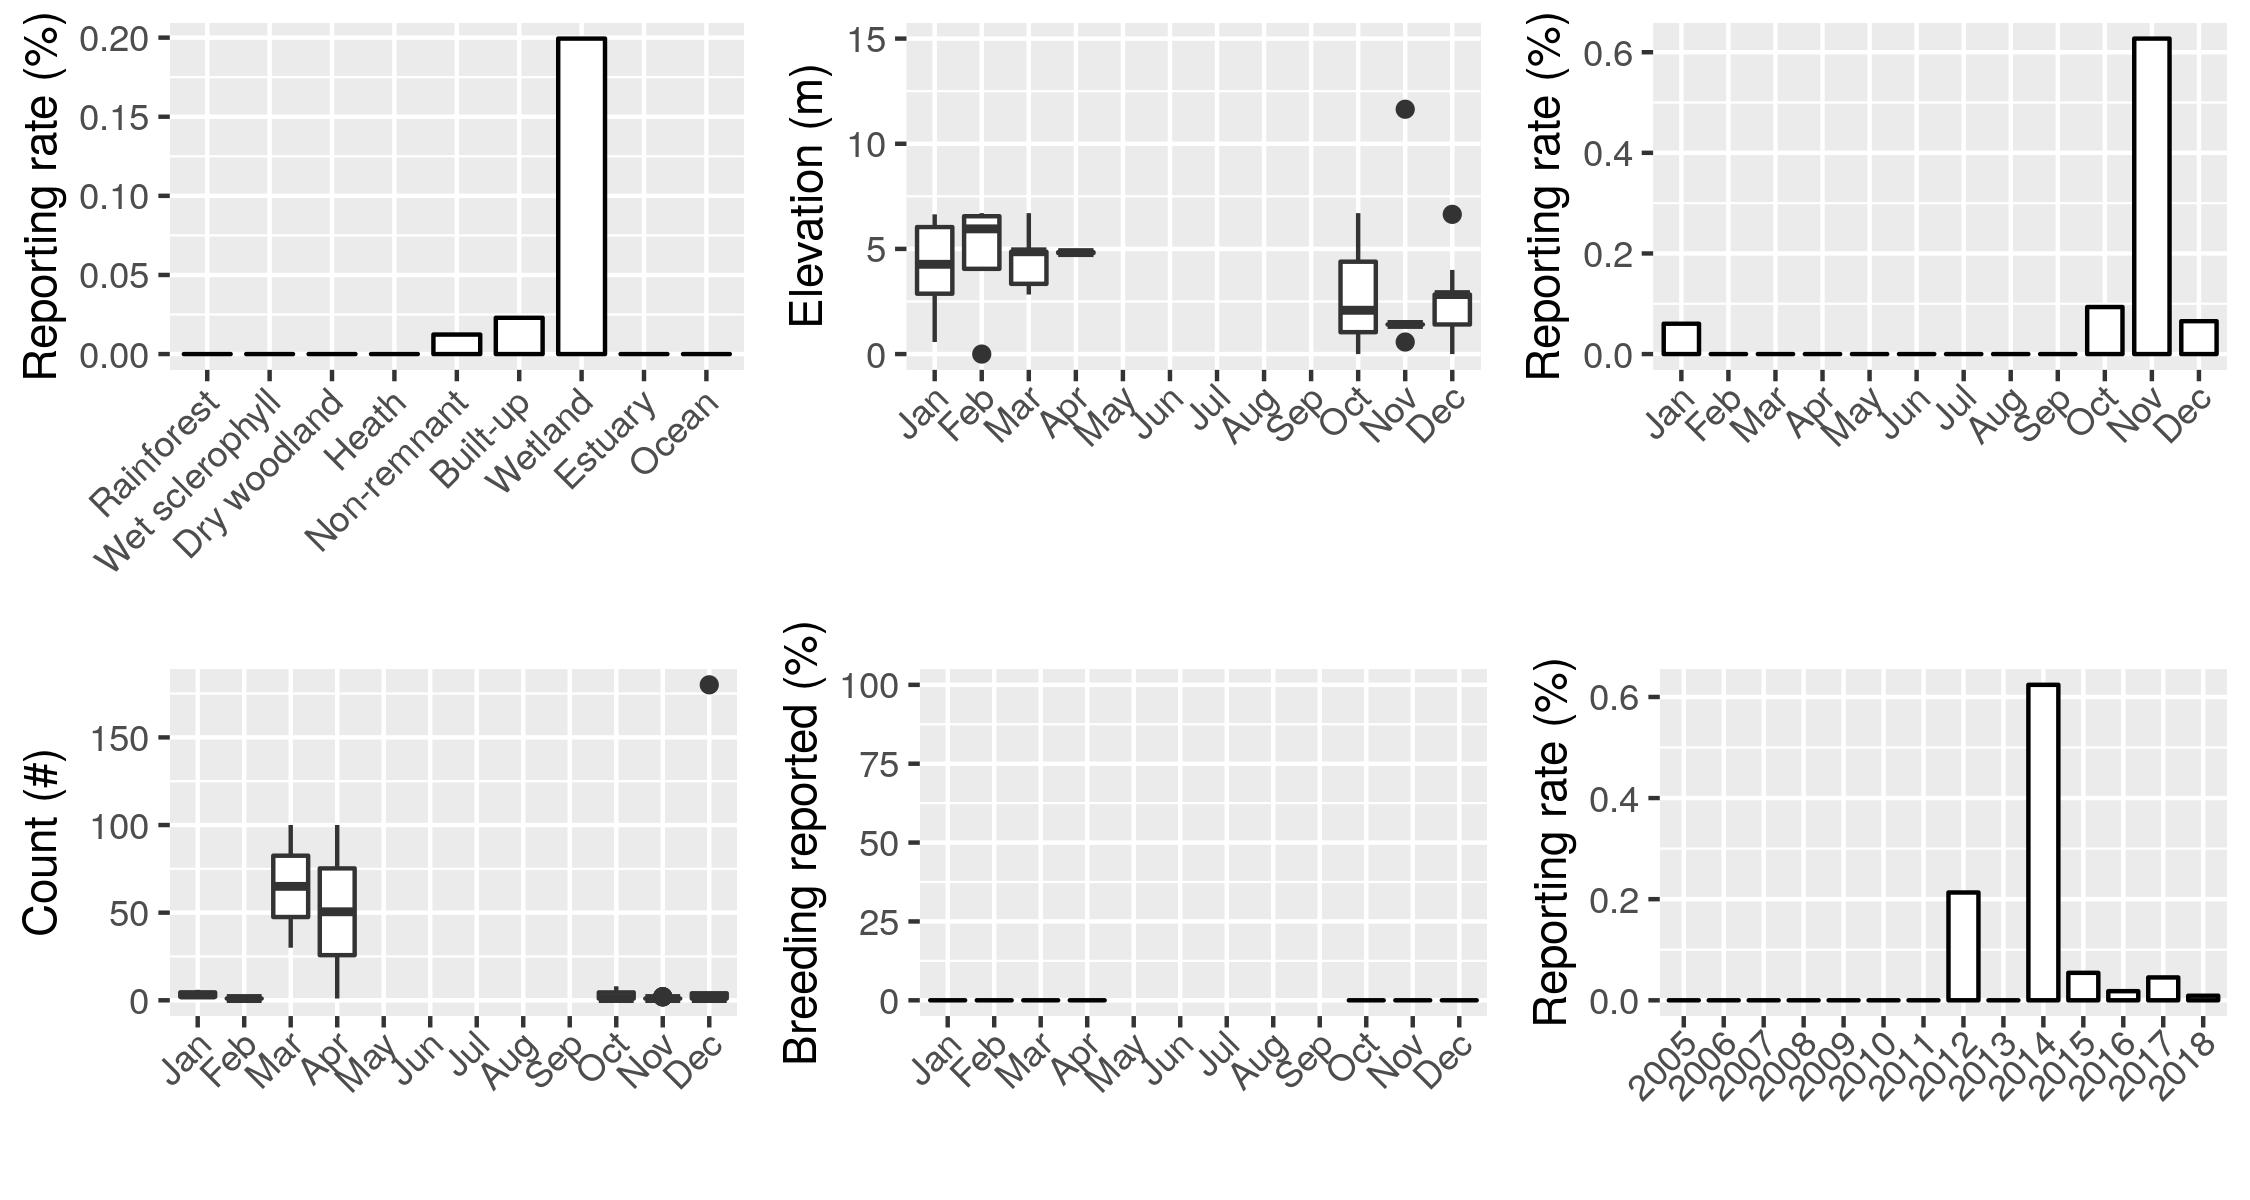 Reporting rate (%)
0.20
0.15
0.10
0.05
0.00
Rainforest
Wet sclerophyll
Dry woodland
Heath
Non-remnant
Built-up
Wetland
Estuary
Ocean
Elevation (m)
15
10
5
0
Jan
Feb
Mar
Apr
May
Jun
Jul
Aug
Sep
Oct
Nov
Dec
Reporting rate (%)
0.6
0.4
0.2
0.0
Jan
Feb
Mar
Apr
May
Jun
Jul
Aug
Sep
Oct
Nov
Dec
Count (#)
150
100
50
0
Jan
Feb
Mar
Apr
May
Jun
Jul
Aug
Sep
Oct
Nov
Dec
Breeding reported (%)
100
75
50
25
0
Jan
Feb
Mar
Apr
May
Jun
Jul
Aug
Sep
Oct
Nov
Dec
Reporting rate (%)
0.6
0.4
0.2
0.0
2005
2006
2007
2008
2009
2010
2011
2012
2013
2014
2015
2016
2017
2018